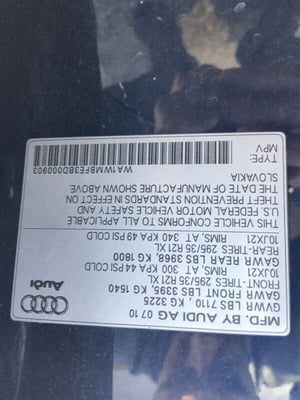 MFD. BY AUDI AG 07 10
GVWR LBS 7110, KG 3225
GAWR FRONT LBS 3395, KG 1540
FRONT-TIRES 295/35 R21 XL
10JX21 RIMS, AT 300 KPA 44 PSI COLD
GAWR REAR LBS 3968, KG 1800
REAR-TIRES 295/35 R21 XL
10JX21 RIMS, AT 340 KPA 49 PSI COLD
THIS VEHICLE CONFORMS TO ALL APPLICABLE
U.S. FEDERAL MOTOR VEHICLE SAFETY AND
THEFT PREVENTION STANDARDS IN EFFECT ON
THE DATE OF MANUFACTURE SHOWN ABOVE.
SLOVAKIA
TYPE: WA1WMBFE3BD000903
MPV
Audi